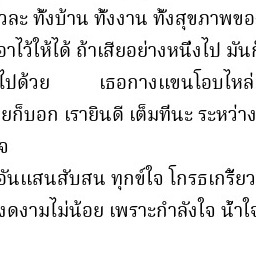 วละ ทั้งบ้าน ทั้งงาน ทั้งสุขภาพขอ
อาไว้ให้ได้ ถ้าเสียอย่างหนึ่งไป มันก็
ไปด้วย เธอกางแขนโอบไหล่
ยก็บอก เรายินดี เต็มทีนะ ระหว่าง
จ
อันแสนสับสน ทุกข์ใจ โกรธเกรี้ยว
งดงามไม่น้อย เพราะกำลังใจ น้ำใจ